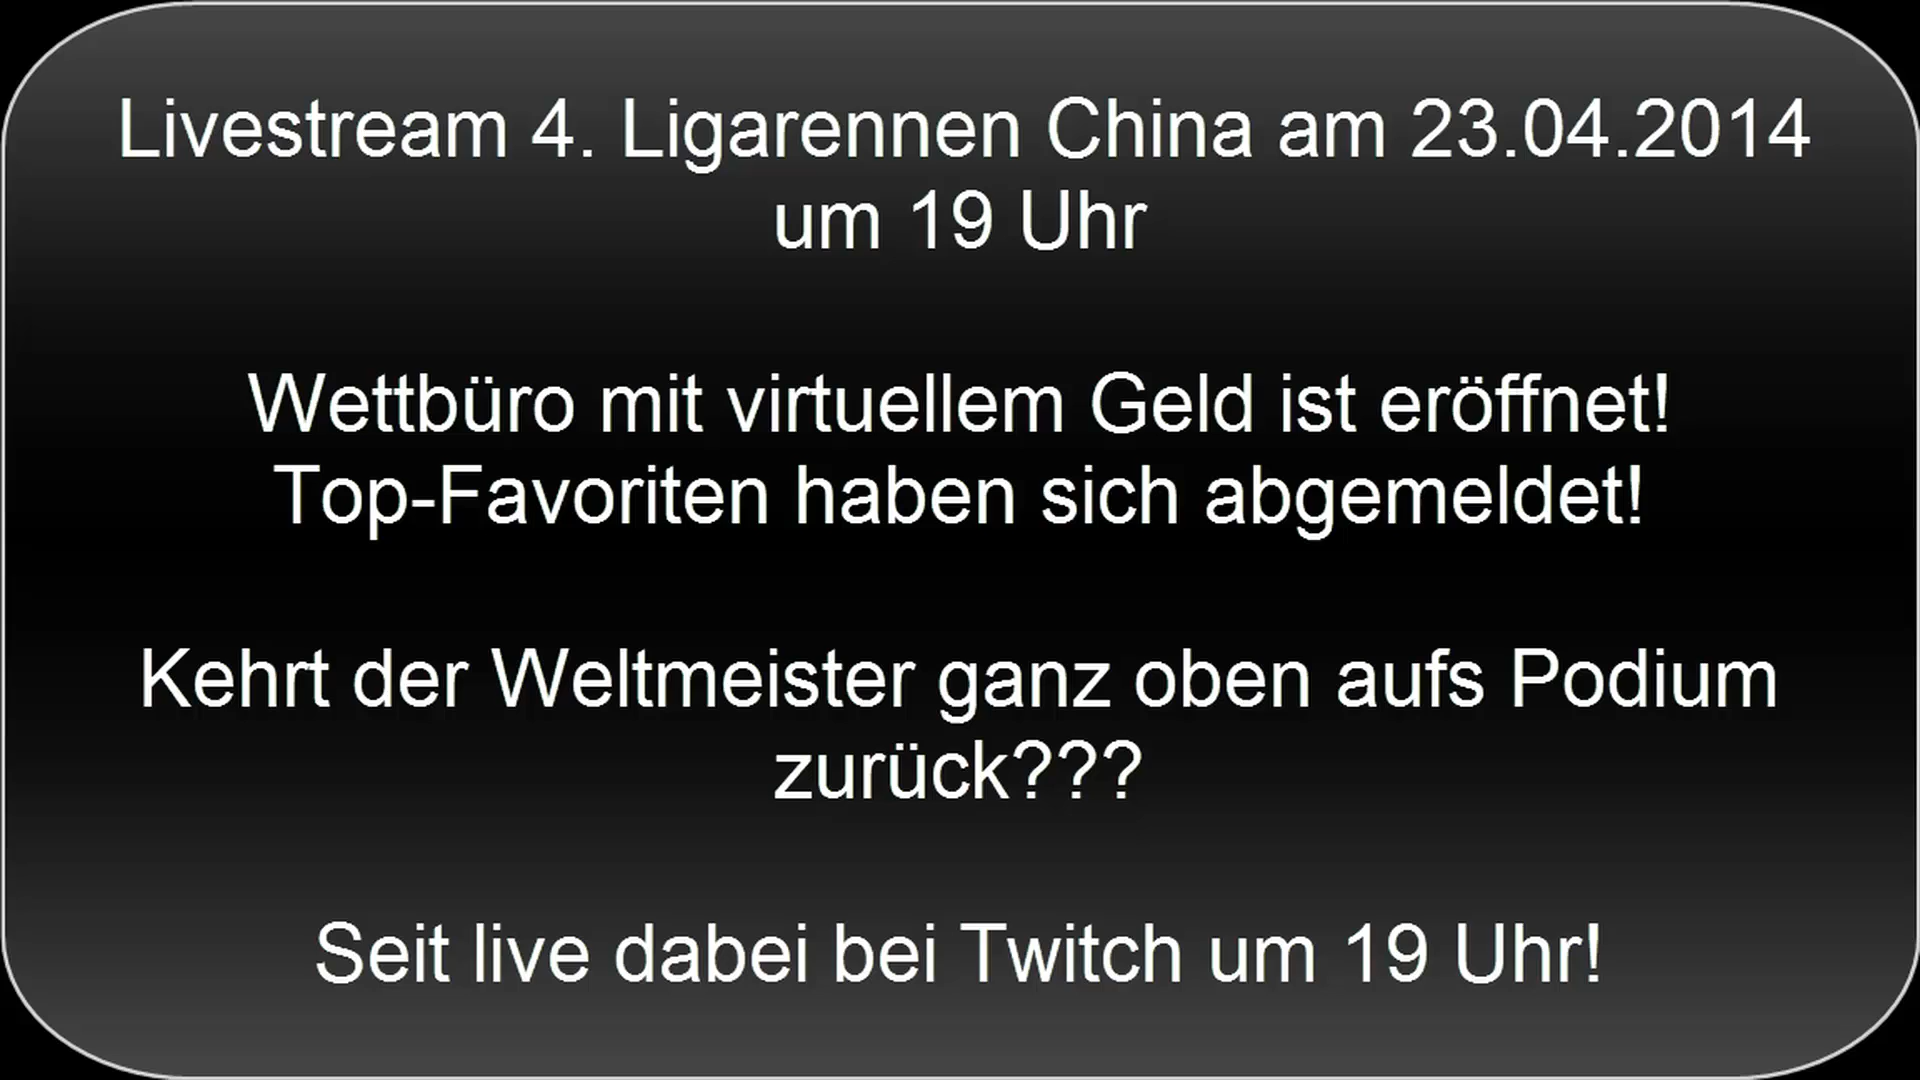 Livestream 4. Ligarennen China am 23.04.2014
um 19 Uhr
Wettbüro mit virtuellem Geld ist eröffnet!
Top-Favoriten haben sich abgemeldet!
Kehrt der Weltmeister ganz oben aufs Podium
zurück???
Seit live dabei bei Twitch um 19 Uhr!